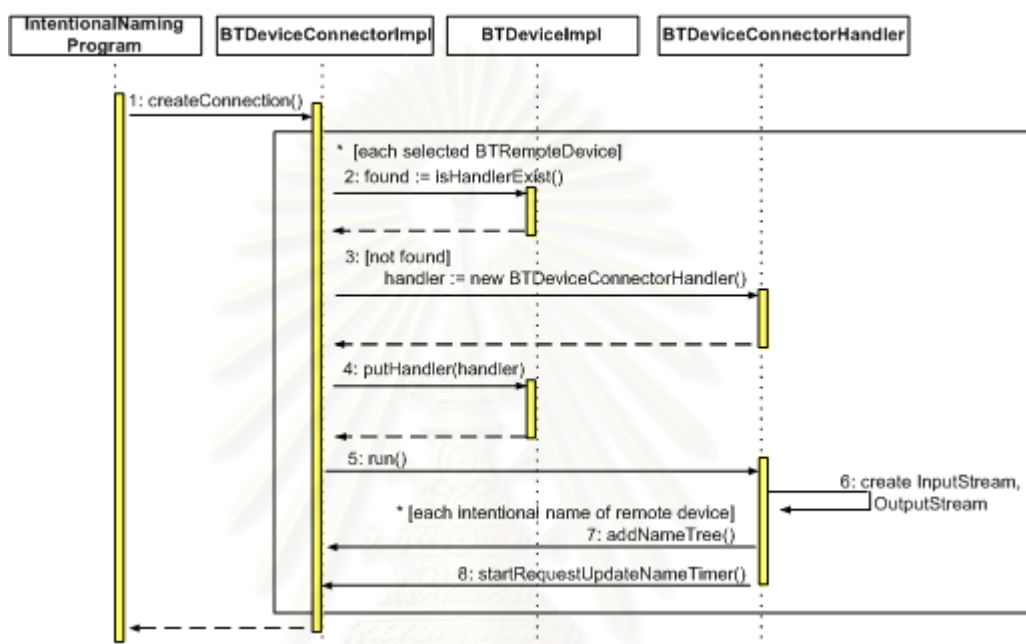 IntentionalNaming
Program
BTDeviceConnectorImpl
BTDeviceImpl
BTDeviceConnectorHandler
1: createConnection()
* [each selected BTRempteDevice]
2: found := isHandlerExist()
3: [not found]
handler := new BTDeviceConnectorHandler()
4: putHandler(handler)
5: run()
6: create InputStream,
OutputStream
* [each intentional name of remote device]
7: addNameTree()
8: startRequestUpdateNameTimer()